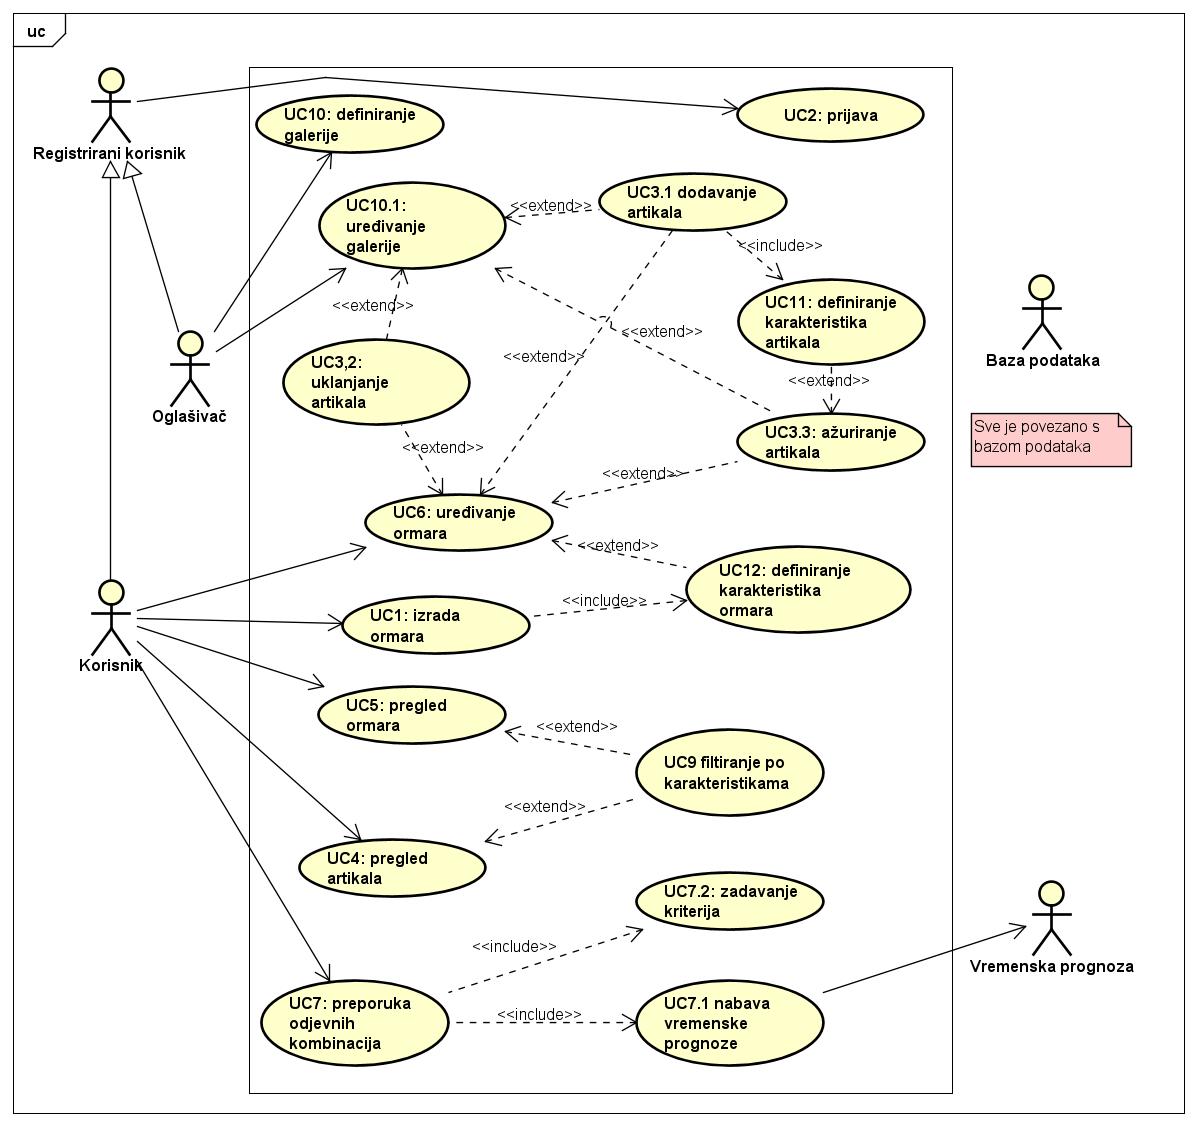 uc
Registrirani korisnik
UC10: definiranje
galerije
UC2: prijava
UC10.1:
uređivanje
galerije
<<extend>>
UC3.1 dodavanje
artikala
<<include>>
UC11: definiranje
karakteristika
artikala
Baza podataka
<<extend>>
<<extend>>
<<extend>>
Oglašivač
UC3,2:
uklanjanje
artikala
<<extend>>
Sve je povezano s
bazom podataka
UC3.3: ažuriranje
artikala
<<extend>>
<<extend>>
UC6: uređivanje
ormara
<<extend>>
UC12: definiranje
karakteristika
ormara
<<include>>
UC1: izrada
ormara
Korisnik
UC5: pregled
ormara
<<extend>>
UC9 filtiranje po
karakteristikama
<<extend>>
UC4: pregled
artikala
UC7.2: zadavanje
kriterija
<<include>>
Vremenska prognoza
UC7: preporuka
odjevnih
kombinacija
<<include>>
UC7.1 nabava
vremenske
prognoze